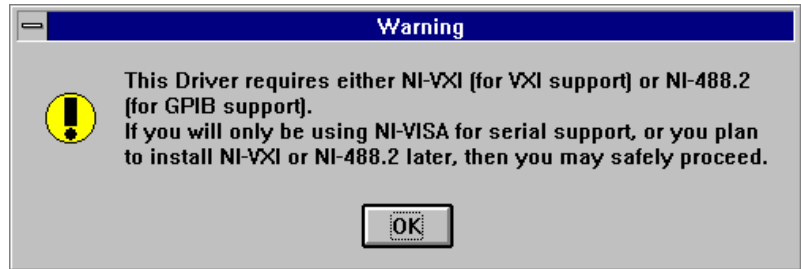 Warning
This Driver requires either NI-VXI (for VXI support) or NI-488.2
(for GPIB support).
If you will only be using NI-VISA for serial support, or you plan
to install NI-VXI or NI-488.2 later, then you may safely proceed.
OK